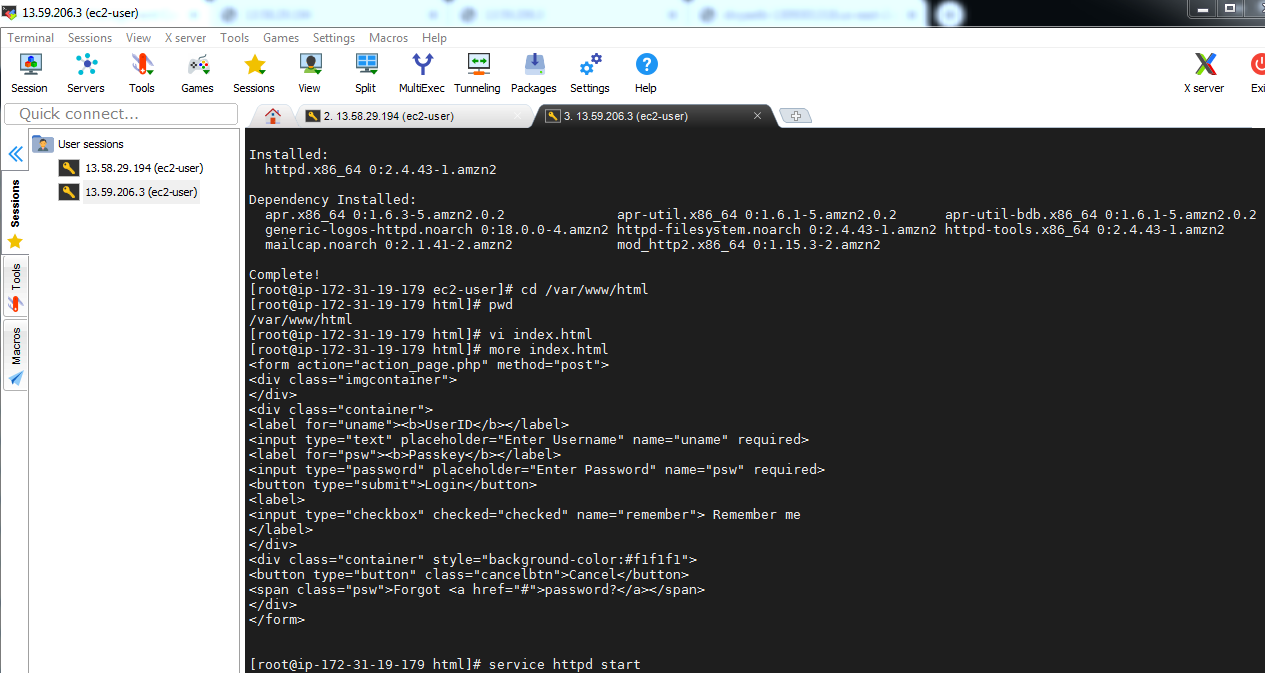 13.59.206.3 (ec2-user)
Terminal Sessions View X server Tools Games Settings Macros Help
Session Servers Tools Games Sessions View Split MultiExec Tunneling Packages Settings Help X server Exi
Quick connect...
2. 13.58.29.194 (ec2-user)
3. 13.59.206.3 (ec2-user)
User sessions
13.58.29.194 (ec2-user)
13.59.206.3 (ec2-user)
Sessions
Tools
Macros
Installed:
httpd.x86_64 0:2.4.43-1.amzn2
Dependency Installed:
apr.x86_64 0:1.6.3-5.amzn2.0.2 apr-util.x86_64 0:1.6.1-5.amzn2.0.2 apr-util-bdb.x86_64 0:1.6.1-5.amzn2.0.2
generic-logos-httpd.noarch 0:18.0.0-4.amzn2 httpd-filesystem.noarch 0:2.4.43-1.amzn2 httpd-tools.x86_64 0:2.4.43-1.amzn2
mailcap.noarch 0:2.1.41-2.amzn2 mod_http2.x86_64 0:1.15.3-2.amzn2
Complete!
[root@ip-172-31-19-179 ec2-user]# cd /var/www/html
[root@ip-172-31-19-179 html]# pwd
/var/www/html
[root@ip-172-31-19-179 html]# vi index.html
[root@ip-172-31-19-179 html]# more index.html
<form action="action_page.php" method="post">
<div class="imgcontainer">
</div>
<div class="container">
<label for="uname"><b>UserID</b></label>
<input type="text" placeholder="Enter Username" name="uname" required>
<label for="psw"><b>Passkey</b></label>
<input type="password" placeholder="Enter Password" name="psw" required>
<button type="submit">Login</button>
<label>
<input type="checkbox" checked="checked" name="remember"> Remember me
</label>
</div>
<div class="container" style="background-color:#f1f1f1">
<button type="button" class="cancelbtn">Cancel</button>
<span class="psw">Forgot <a href="#">password?</a></span>
</div>
</form>
[root@ip-172-31-19-179 html]# service httpd start